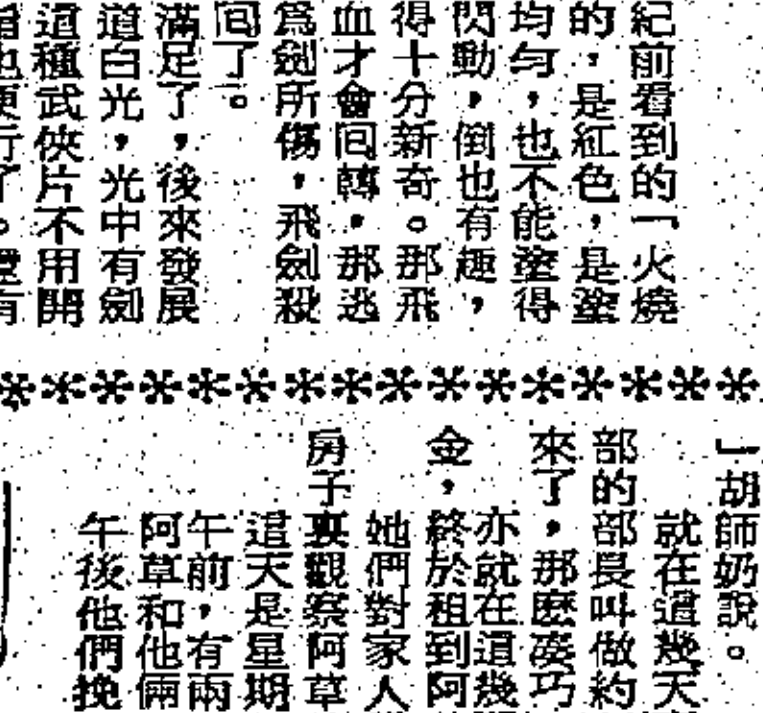 紀前看到的「火燒
的,是紅色,是塗
均勻,也不能塗得
閃動,倒也有趣,
得十分新奇。那飛
血才會回轉,那逃
爲劍所傷,飛劍殺
回了。
滿足了,後來發展
道白光,光中有劍
這種武俠片不用開
也便行了。還有
」胡師奶說。
就在這幾天
部的部長叫做約
來了,那麼湊巧
亦就在這幾
金,終於租到阿
她們對家人
房子裏觀察阿草
這天是星期
午前,有兩
阿草和他倆
午後他們挽